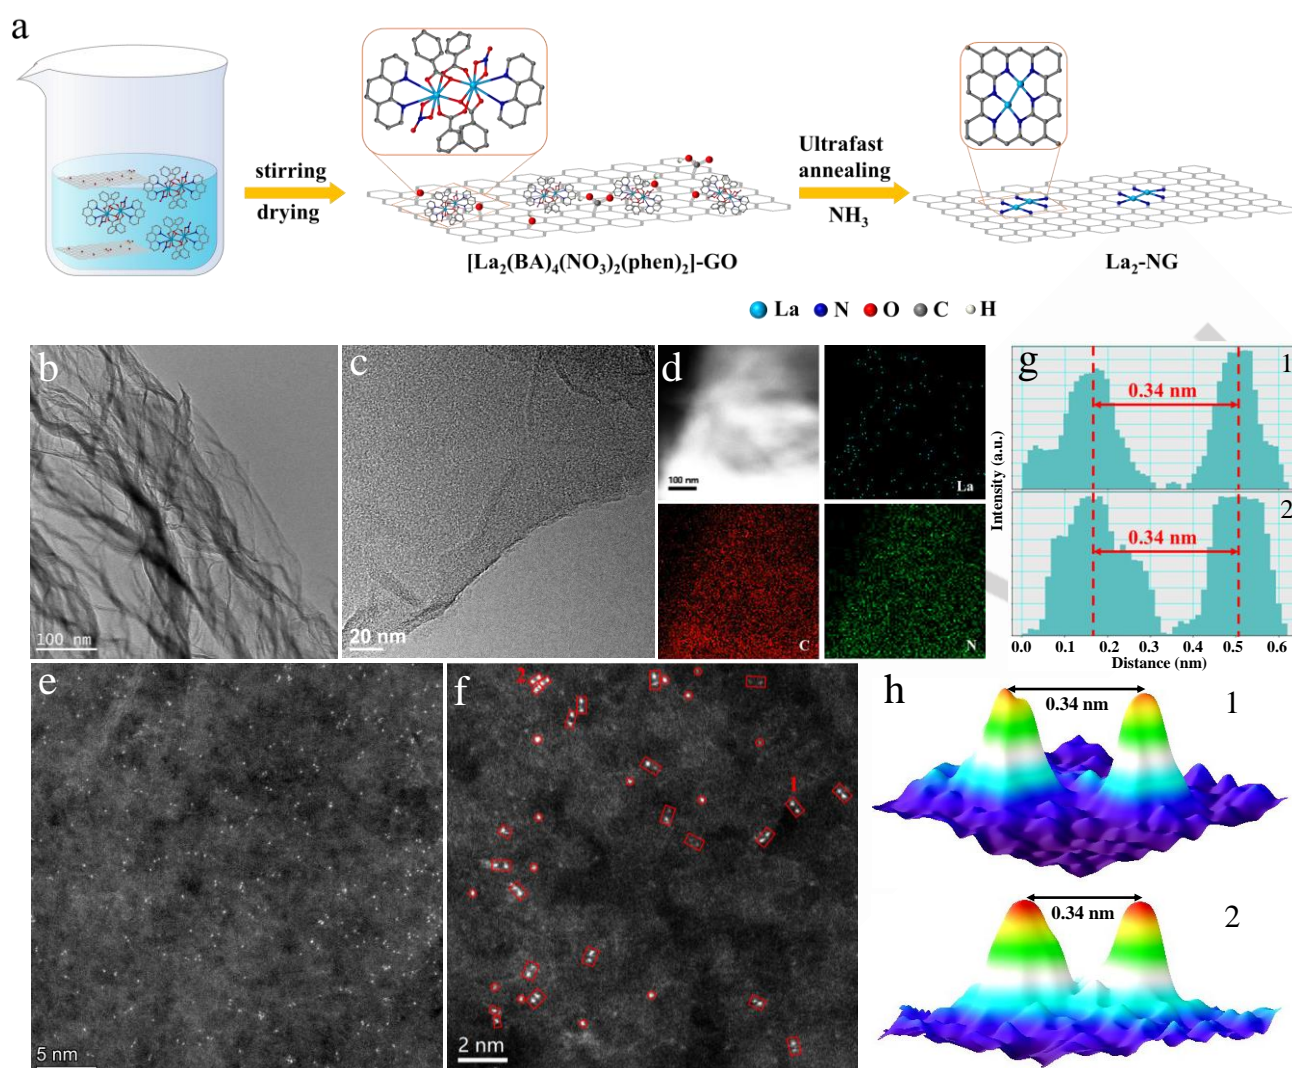 a
stirring
drying
Ultrafast
annealing
NH₃
[La₂(BA)₄(NO₃)₂(phen)₂]-GO
La₂-NG
La N O C H
b
100 nm
c
20 nm
d
100 nm
La
C
N
g
1
0.34 nm
2
0.34 nm
Intensity (a.u.)
0.0 0.1 0.2 0.3 0.4 0.5 0.6
Distance (nm)
e
5 nm
f
2
1
2 nm
h
0.34 nm
1
0.34 nm
2